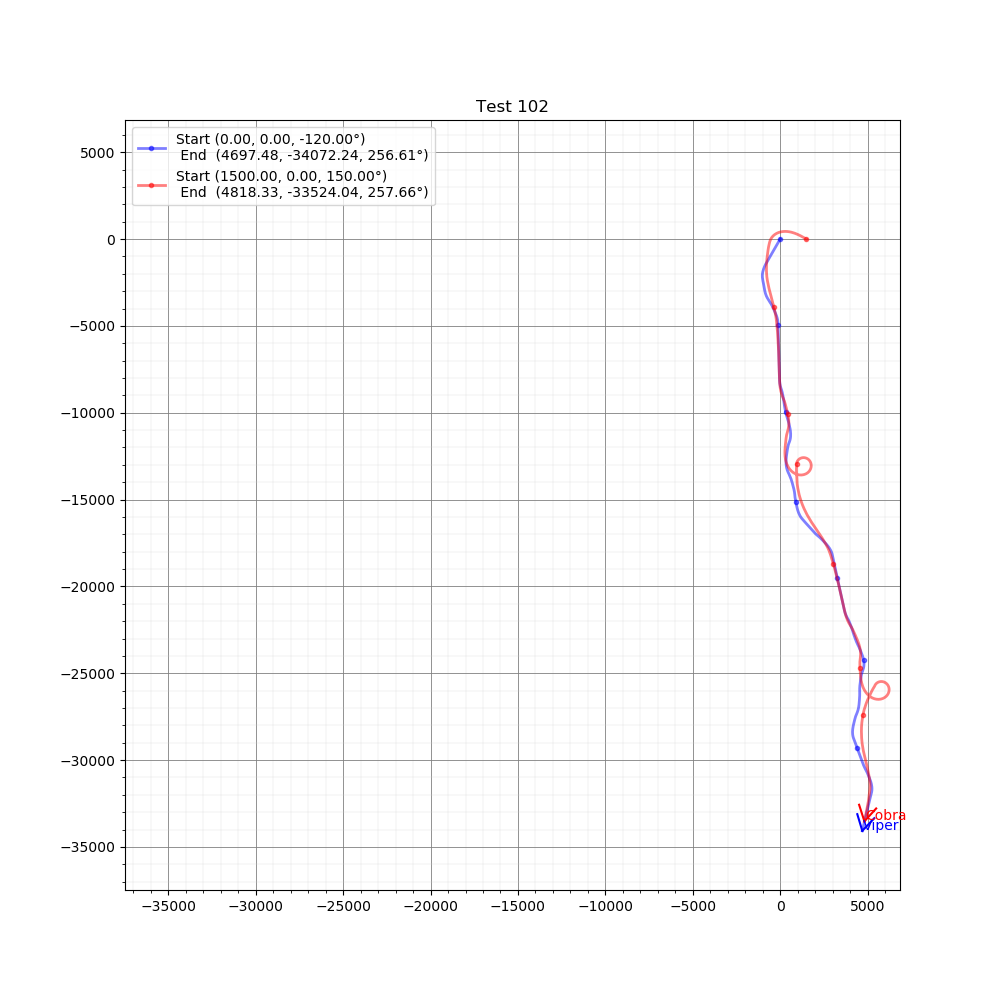 Test 102
Start (0.00, 0.00, -120.00°)
End (4697.48, -34072.24, 256.61°)
Start (1500.00, 0.00, 150.00°)
End (4818.33, -33524.04, 257.66°)
5000
0
−5000
−10000
−15000
−20000
−25000
−30000
−35000
Cobra
Viper
−35000 −30000 −25000 −20000 −15000 −10000 −5000 0 5000